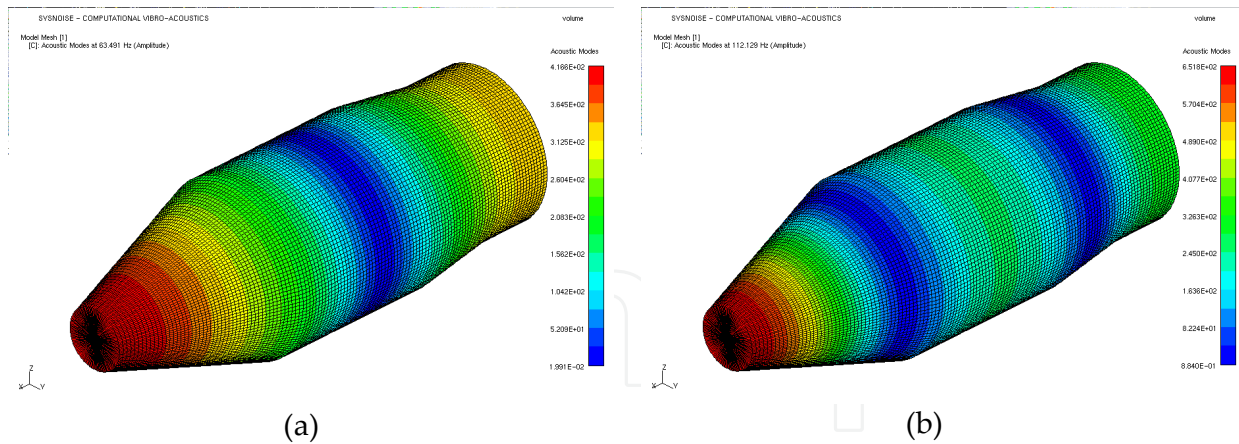 SYSNOISE - COMPUTATIONAL VIBRO-ACOUSTICS
volume
Model Mesh [1]
[C]: Acoustic Modes at 63.491 Hz (Amplitude)
Acoustic Modes
4.166E+02
3.645E+02
3.125E+02
2.604E+02
2.083E+02
1.562E+02
1.042E+02
5.209E+01
1.991E-02
Z
X
Y
(a)
SYSNOISE - COMPUTATIONAL VIBRO-ACOUSTICS
volume
Model Mesh [1]
[C]: Acoustic Modes at 112.129 Hz (Amplitude)
Acoustic Modes
6.518E+02
5.704E+02
4.890E+02
4.077E+02
3.263E+02
2.450E+02
1.636E+02
8.224E+01
8.840E-01
Z
X
Y
(b)